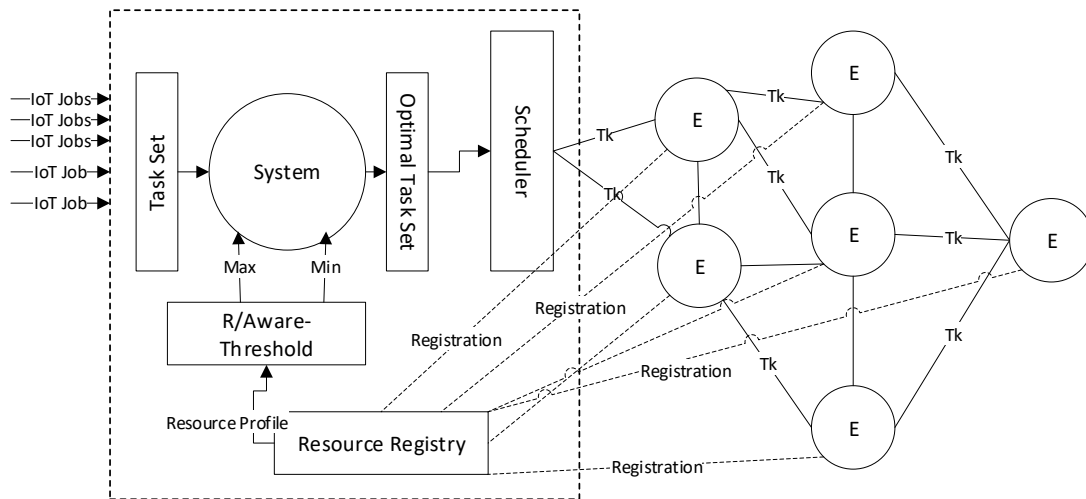 IoT Jobs
IoT Jobs
IoT Jobs
IoT Job
IoT Job
Task Set
System
Optimal Task Set
Scheduler
Max
Min
R/Aware-
Threshold
Resource Profile
Resource Registry
Tk
Tk
E
E
Tk
Tk
E
E
E
Tk
Tk
Tk
Tk
E
E
Registration
Registration
Registration
Registration